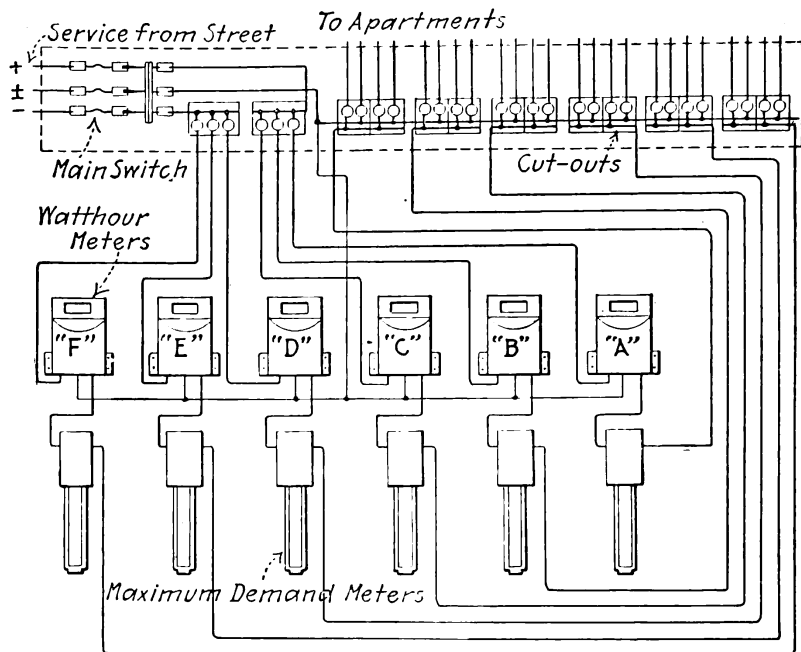 Service from Street
To Apartments
+
±
-
Main Switch
Cut-outs
Watthour
Meters
"F" "E" "D" "C" "B" "A"
Maximum Demand Meters